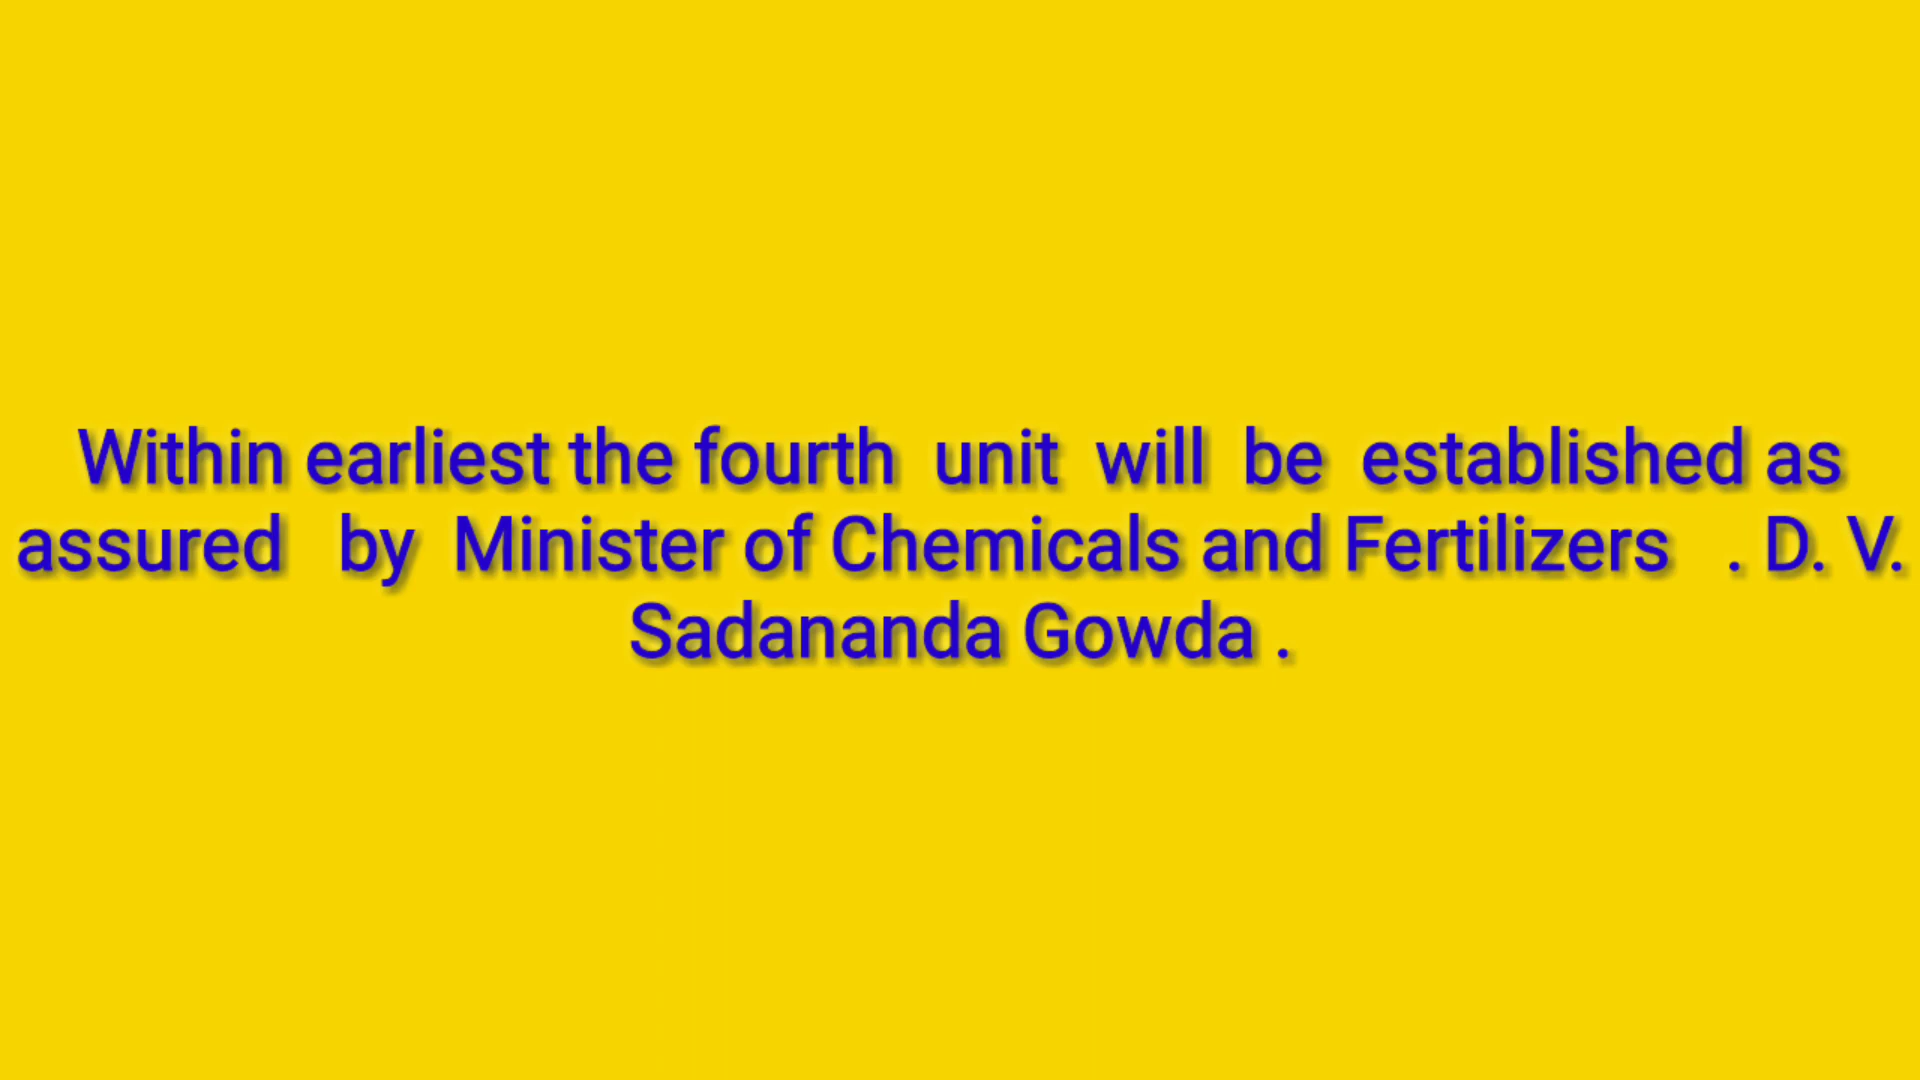 Within earliest the fourth unit will be established as
assured by Minister of Chemicals and Fertilizers . D. V.
Sadananda Gowda .